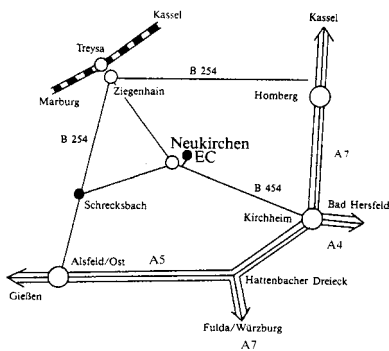 Kassel
Kassel
Treysa
B 254
Marburg
Ziegenhain
Homberg
B 254
Neukirchen
EC
A7
B 454
Schrecksbach
Kirchheim
Bad Hersfeld
A4
Alsfeld/Ost
A5
Hattenbacher Dreieck
Gießen
Fulda/Würzburg
A7